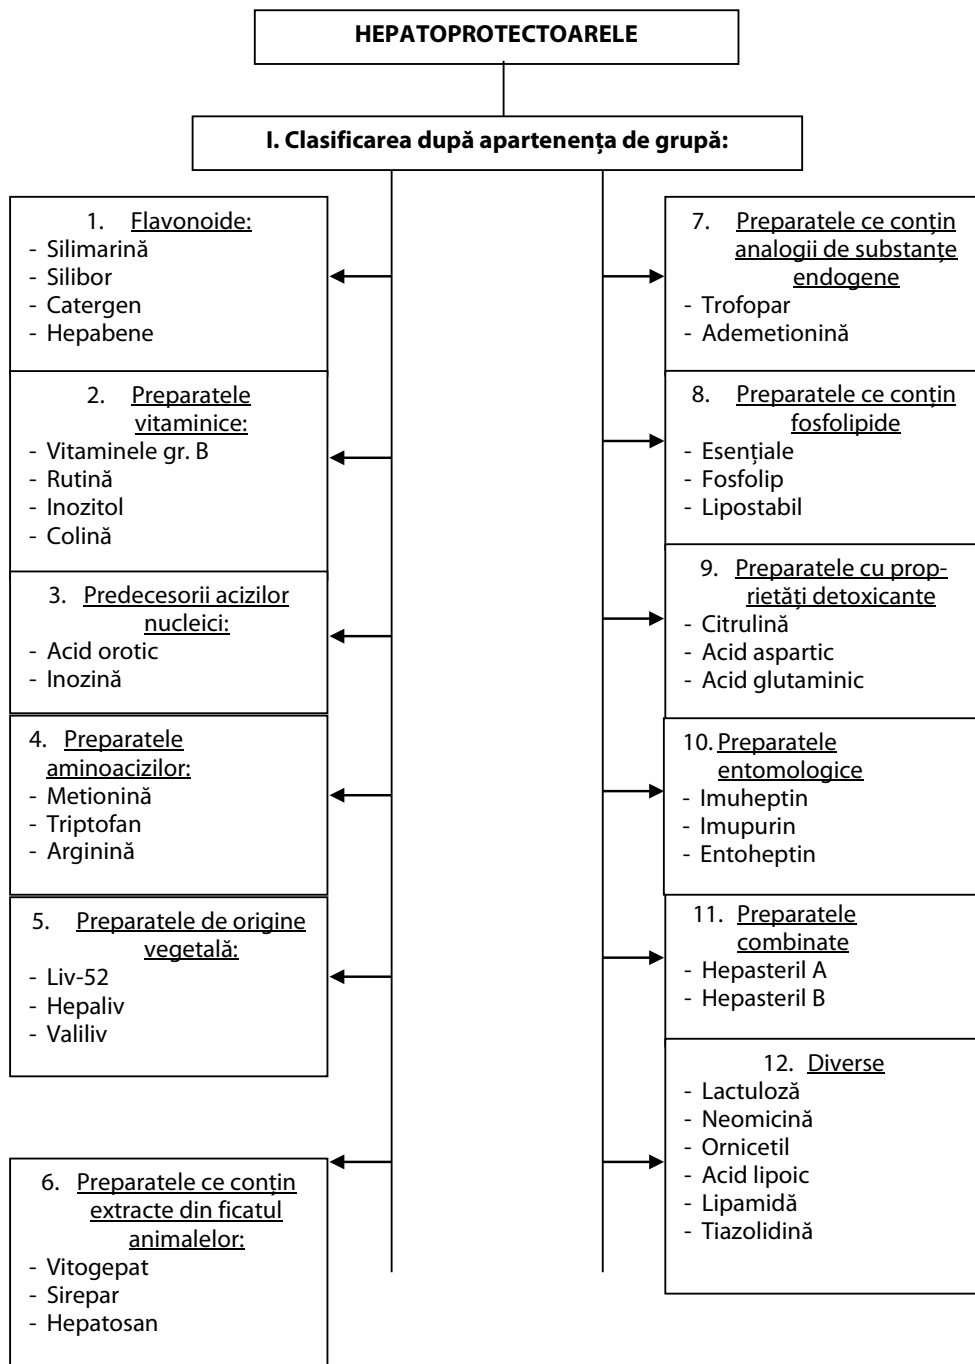 HEPATOPROTECTOARELE
I. Clasificarea după apartenența de grupă:
1. Flavonoide:
- Silimarină
- Silibor
- Catergen
- Hepabene
2. Preparatele
vitaminice:
- Vitaminele gr. B
- Rutină
- Inozitol
- Colină
3. Predecesorii acizilor
nucleici:
- Acid orotic
- Inozină
4. Preparatele
aminoacizilor:
- Metionină
- Triptofan
- Arginină
5. Preparatele de origine
vegetală:
- Liv-52
- Hepaliv
- Valiliv
6. Preparatele ce conțin
extracte din ficatul
animalelor:
- Vitogepat
- Sirepar
- Hepatosan
7. Preparatele ce conțin
analogii de substanțe
endogene
- Trofopar
- Ademetionină
8. Preparatele ce conțin
fosfolipide
- Esențiale
- Fosfolip
- Lipostabil
9. Preparatele cu prop-
rietăți detoxicante
- Citrulină
- Acid aspartic
- Acid glutaminic
10. Preparatele
entomologice
- Imuheptin
- Imupurin
- Entoheptin
11. Preparatele
combinate
- Hepasteril A
- Hepasteril B
12. Diverse
- Lactuloză
- Neomicină
- Ornicetil
- Acid lipoic
- Lipamidă
- Tiazolidină